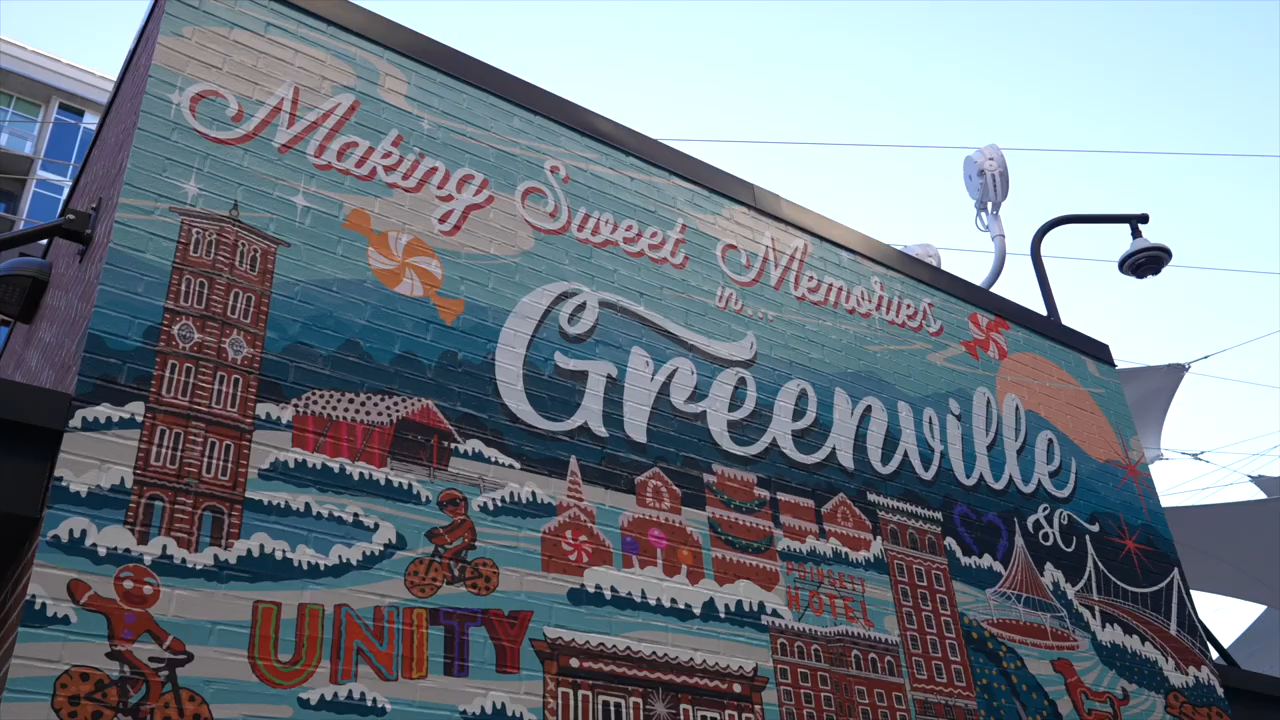 Making Sweet Memories
in...
Greenville
SC
POINSETT
HOTEL
UNITY